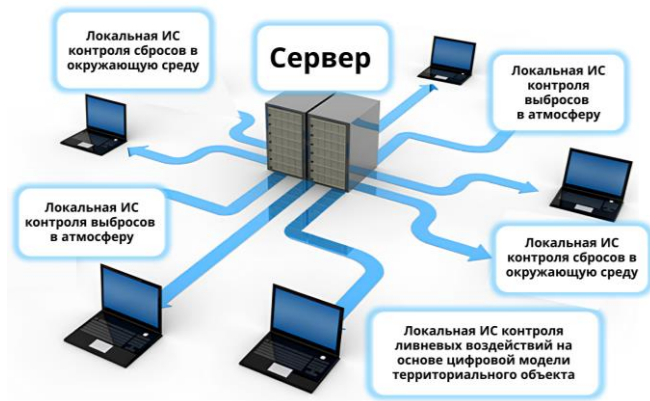 Локальная ИС
контроля сбросов в
окружающую среду
Сервер
Локальная ИС
контроля
выбросов
в атмосферу
Локальная ИС
контроля выбросов
в атмосферу
Локальная ИС
контроля сбросов в
окружающую среду
Локальная ИС контроля
ливневых воздействий на
основе цифровой модели
территориального объекта